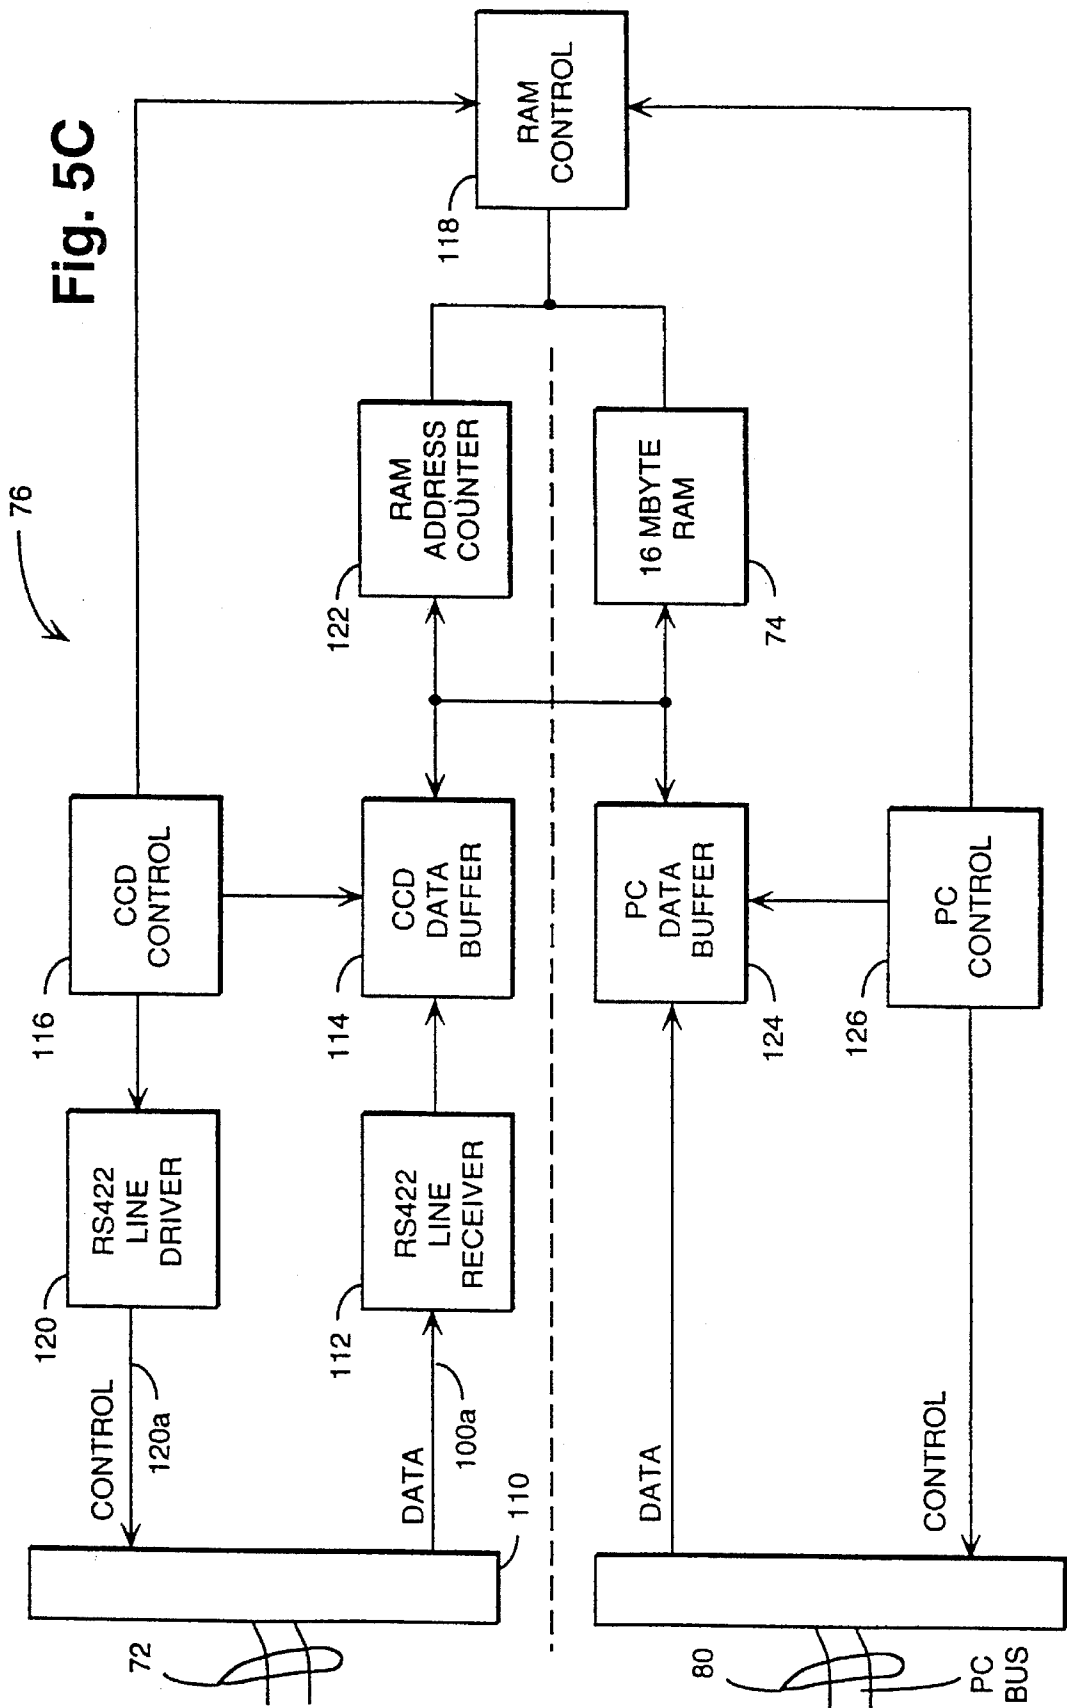 Fig. 5C
76
116
CCD
CONTROL
120
RS422
LINE
DRIVER
CONTROL
120a
72
118
RAM
CONTROL
122
RAM
ADDRESS
COUNTER
114
CCD
DATA
BUFFER
112
RS422
LINE
RECEIVER
DATA
100a
110
16 MBYTE
RAM
74
PC
DATA
BUFFER
124
DATA
126
PC
CONTROL
CONTROL
80
PC
BUS